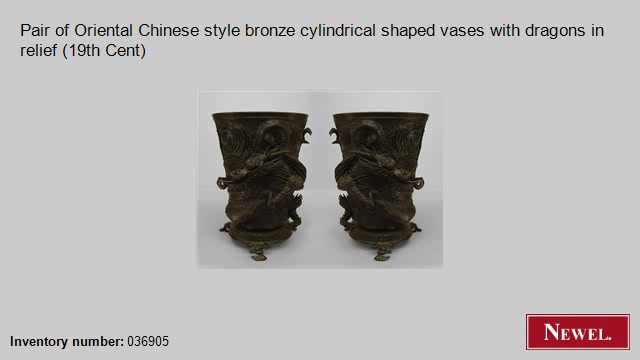 Pair of Oriental Chinese style bronze cylindrical shaped vases with dragons in
relief (19th Cent)
Inventory number: 036905
NEWEL.